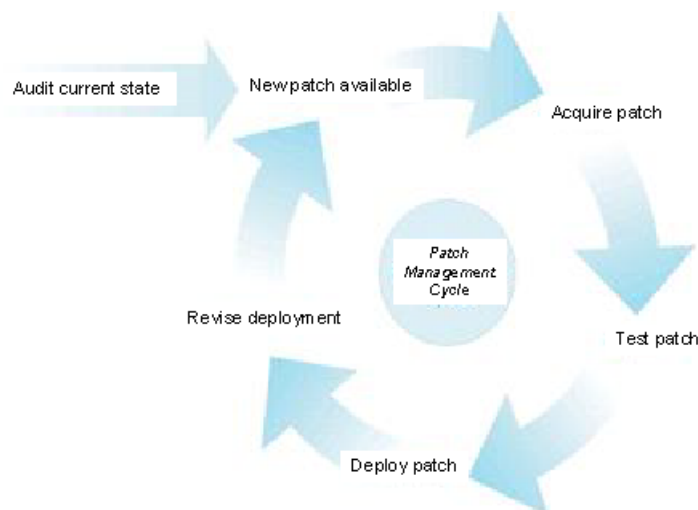 Audit current state
New patch available
Acquire patch
Patch
Management
Cycle
Revise deployment
Test patch
Deploy patch